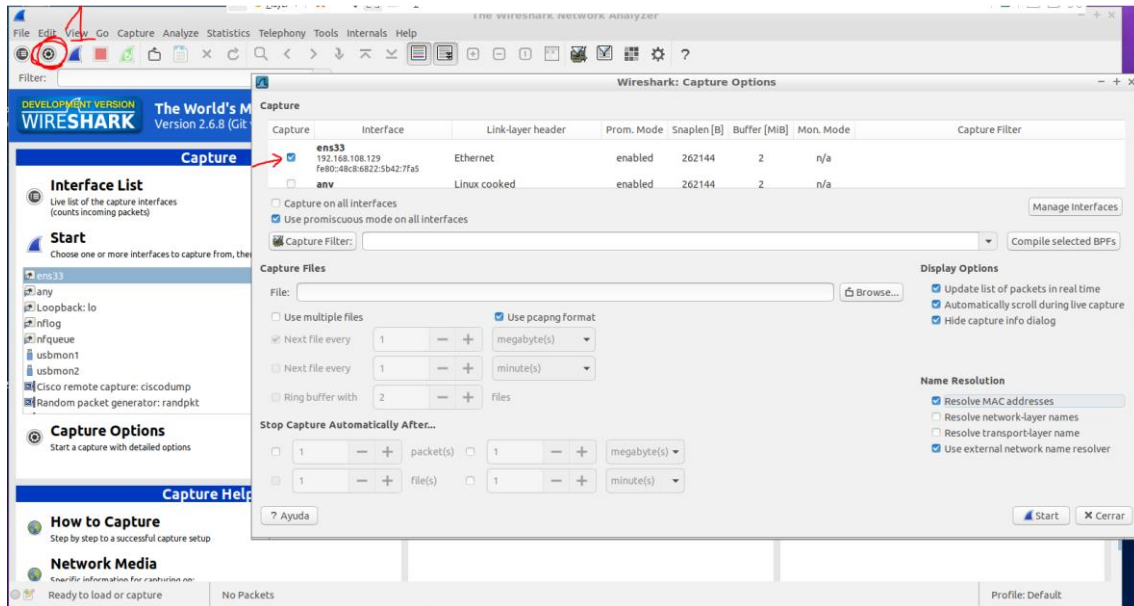 1
The Wireshark Network Analyzer
File Edit View Go Capture Analyze Statistics Telephony Tools Internals Help
Filter:
DEVELOPMENT VERSION
WIRESHARK
The World's M
Version 2.6.8 (Git
Capture
Interface List
Live list of the capture interfaces
(counts incoming packets)
Start
Choose one or more interfaces to capture from, the
ens33
any
Loopback: lo
nflog
nfqueue
usbmon1
usbmon2
Cisco remote capture: ciscodump
Random packet generator: randpkt
Capture Options
Start a capture with detailed options
Capture Help
How to Capture
Step by step to a successful capture setup
Network Media
Specific information for capturing on:
Ready to load or capture No Packets Profile: Default
Wireshark: Capture Options
Capture
Capture Interface Link-layer header Prom. Mode Snaplen [B] Buffer [MiB] Mon. Mode Capture Filter
ens33
192.168.108.129 Ethernet enabled 262144 2 n/a
fe80::48c8:6822:5b42:7fa5
any Linux cooked enabled 262144 2 n/a
Capture on all interfaces
Use promiscuous mode on all interfaces
Manage Interfaces
Capture Filter: Compile selected BPFs
Capture Files
File: Browse...
Use multiple files Use pcapng format
Next file every 1 megabyte(s)
Next file every 1 minute(s)
Ring buffer with 2 files
Stop Capture Automatically After...
1 packet(s) 1 megabyte(s)
1 file(s) 1 minute(s)
Display Options
Update list of packets in real time
Automatically scroll during live capture
Hide capture info dialog
Name Resolution
Resolve MAC addresses
Resolve network-layer names
Resolve transport-layer name
Use external network name resolver
? Ayuda Start Cerrar